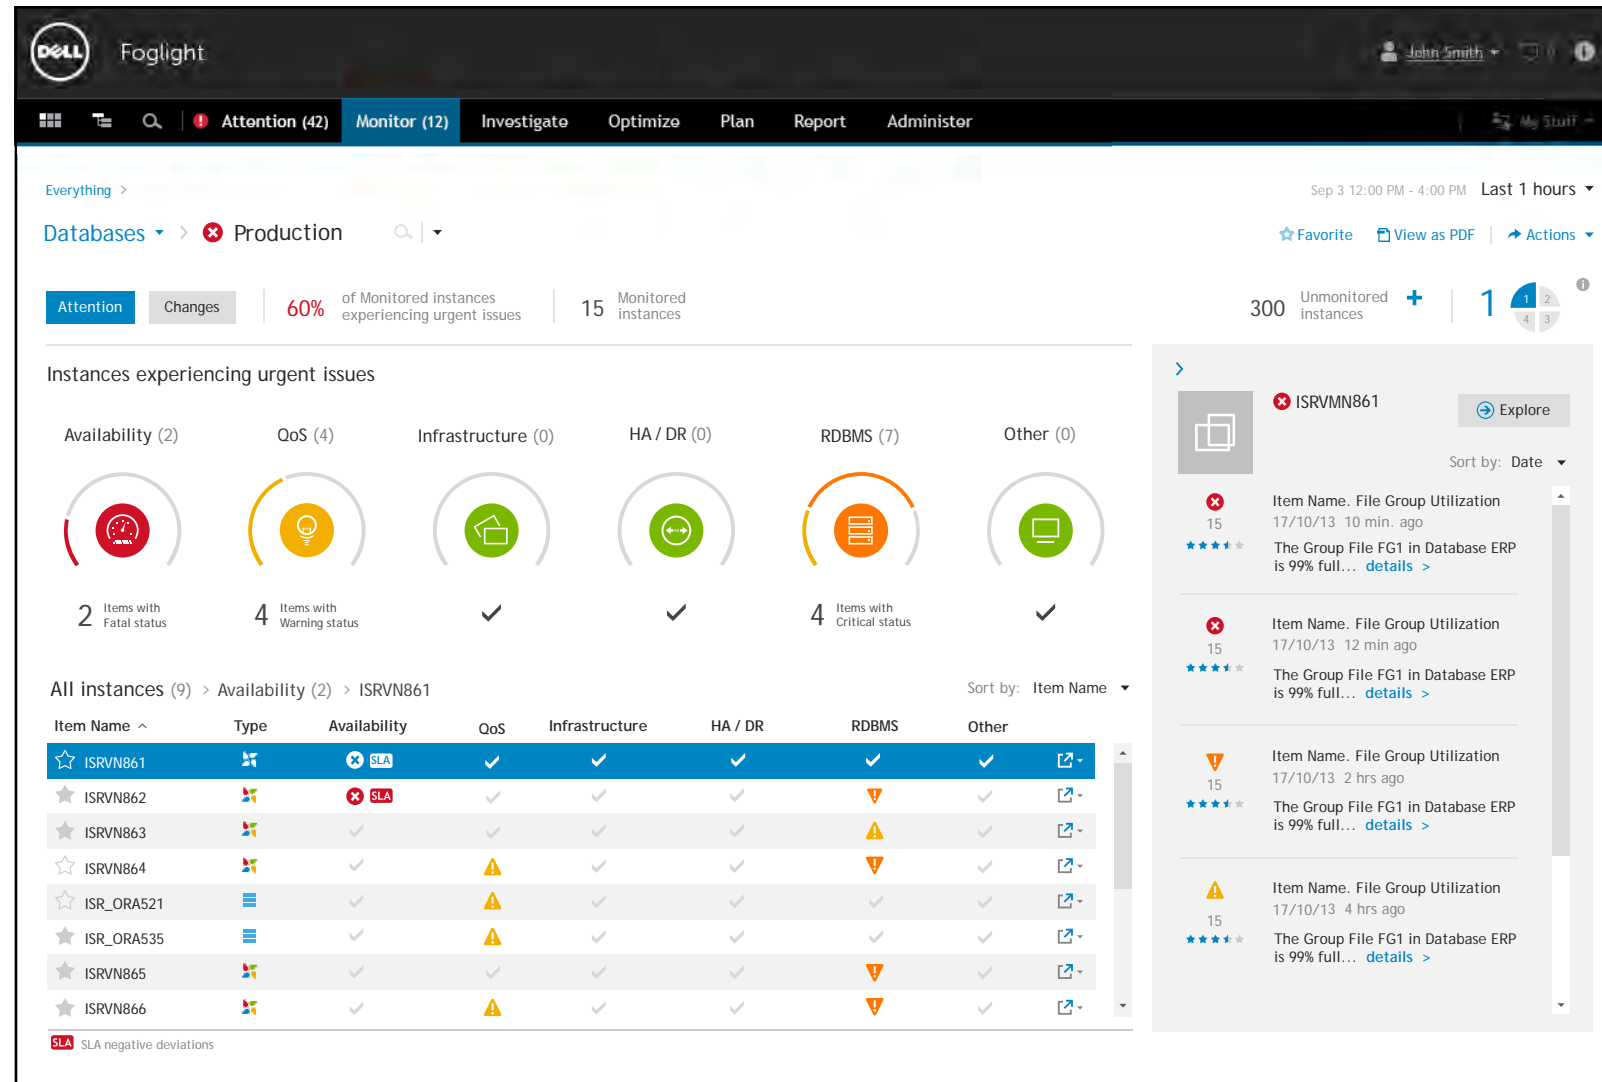 DELL Foglight
John Smith
Attention (42) Monitor (12) Investigate Optimize Plan Report Administer My Stuff
Everything >
Sep 3 12:00 PM - 4:00 PM Last 1 hours
Databases > Production
Favorite View as PDF Actions
Attention Changes
60% of Monitored instances
experiencing urgent issues
15 Monitored
instances
300 Unmonitored
instances
1
1 2
4 3
Instances experiencing urgent issues
Availability (2) QoS (4) Infrastructure (0) HA / DR (0) RDBMS (7) Other (0)
2 Items with
Fatal status
4 Items with
Warning status
4 Items with
Critical status
All instances (9) > Availability (2) > ISRVN861
Sort by: Item Name
Item Name Type Availability QoS Infrastructure HA / DR RDBMS Other
ISRVN861 SLA
ISRVN862 SLA
ISRVN863
ISRVN864
ISR_ORA521
ISR_ORA535
ISRVN865
ISRVN866
SLA SLA negative deviations
ISRVMN861
Explore
Sort by: Date
Item Name. File Group Utilization
15 17/10/13 10 min. ago
The Group File FG1 in Database ERP
is 99% full... details >
Item Name. File Group Utilization
15 17/10/13 12 min ago
The Group File FG1 in Database ERP
is 99% full... details >
Item Name. File Group Utilization
15 17/10/13 2 hrs ago
The Group File FG1 in Database ERP
is 99% full... details >
Item Name. File Group Utilization
15 17/10/13 4 hrs ago
The Group File FG1 in Database ERP
is 99% full... details >